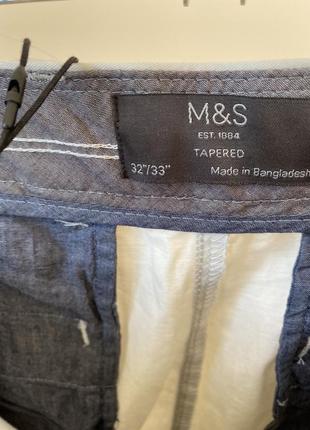 M&S
EST. 1884
TAPERED
32"/33"
Made in Bangladesh